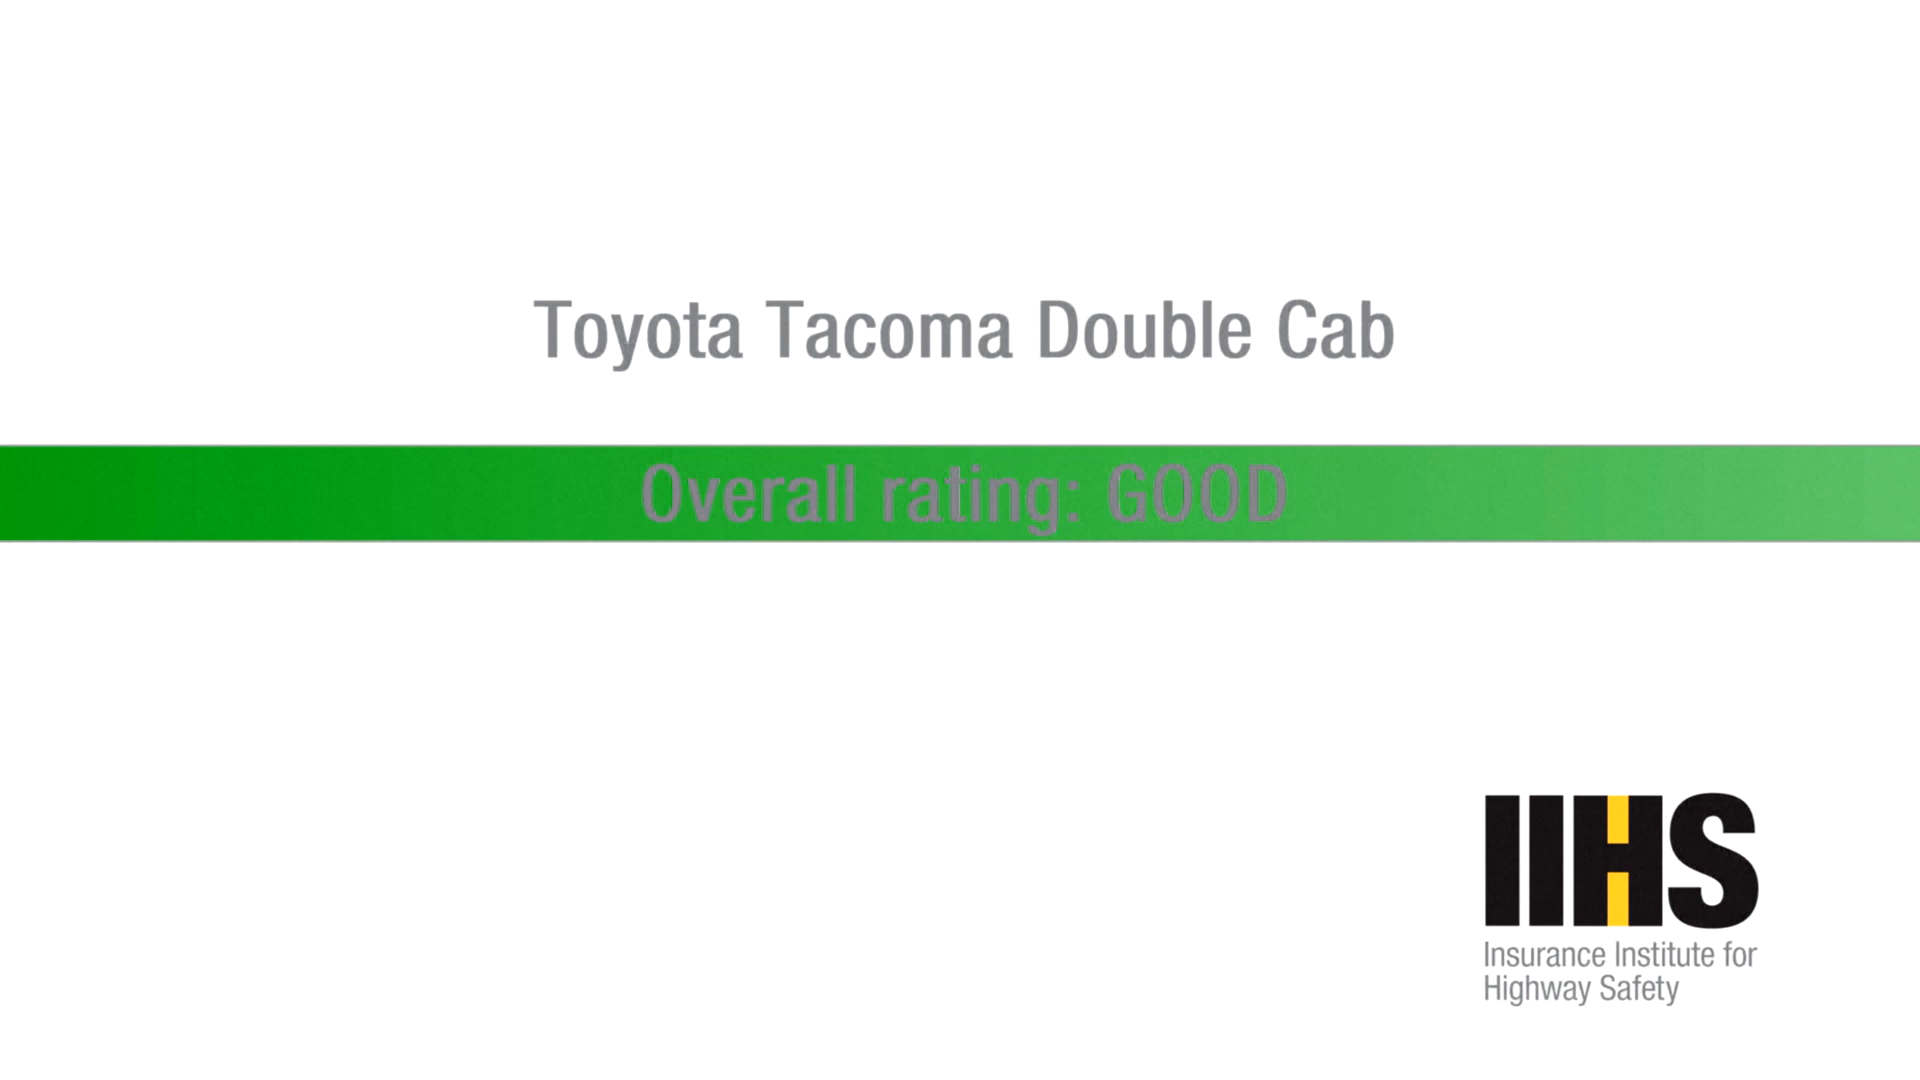 Toyota Tacoma Double Cab
Overall rating: GOOD
IIHS
Insurance Institute for
Highway Safety